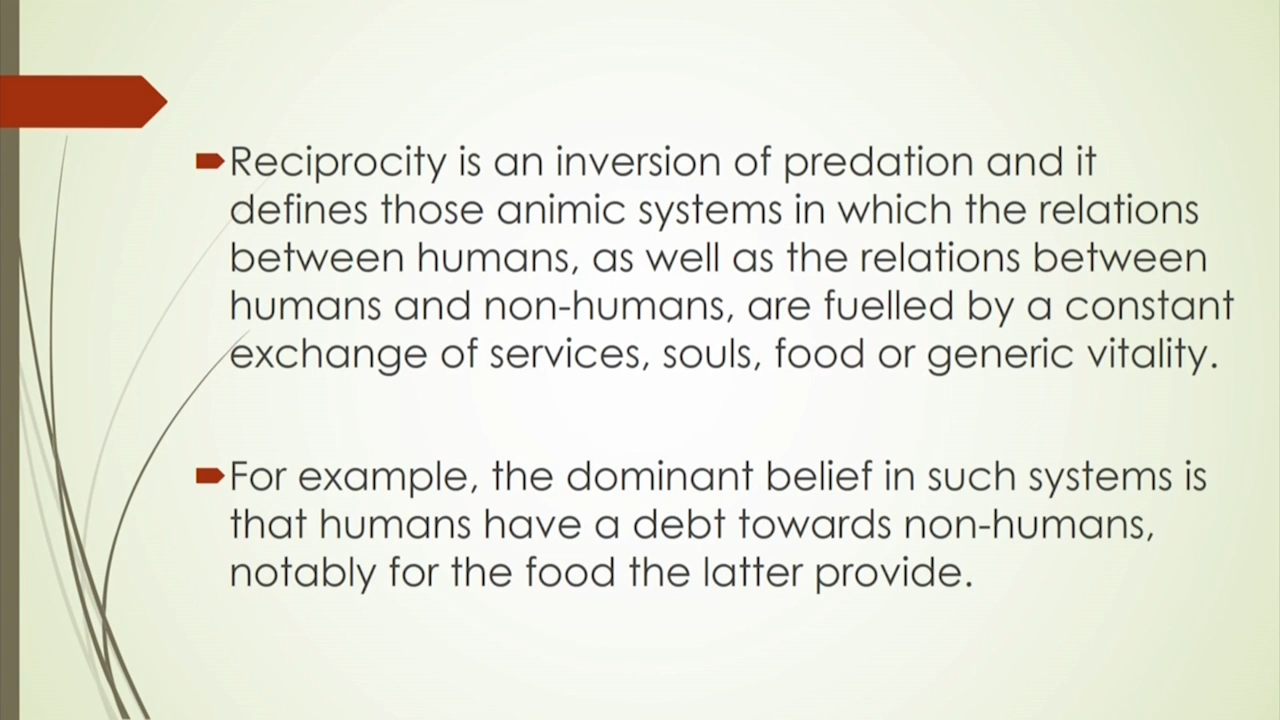 Reciprocity is an inversion of predation and it
defines those animic systems in which the relations
between humans, as well as the relations between
humans and non-humans, are fuelled by a constant
exchange of services, souls, food or generic vitality.
For example, the dominant belief in such systems is
that humans have a debt towards non-humans,
notably for the food the latter provide.